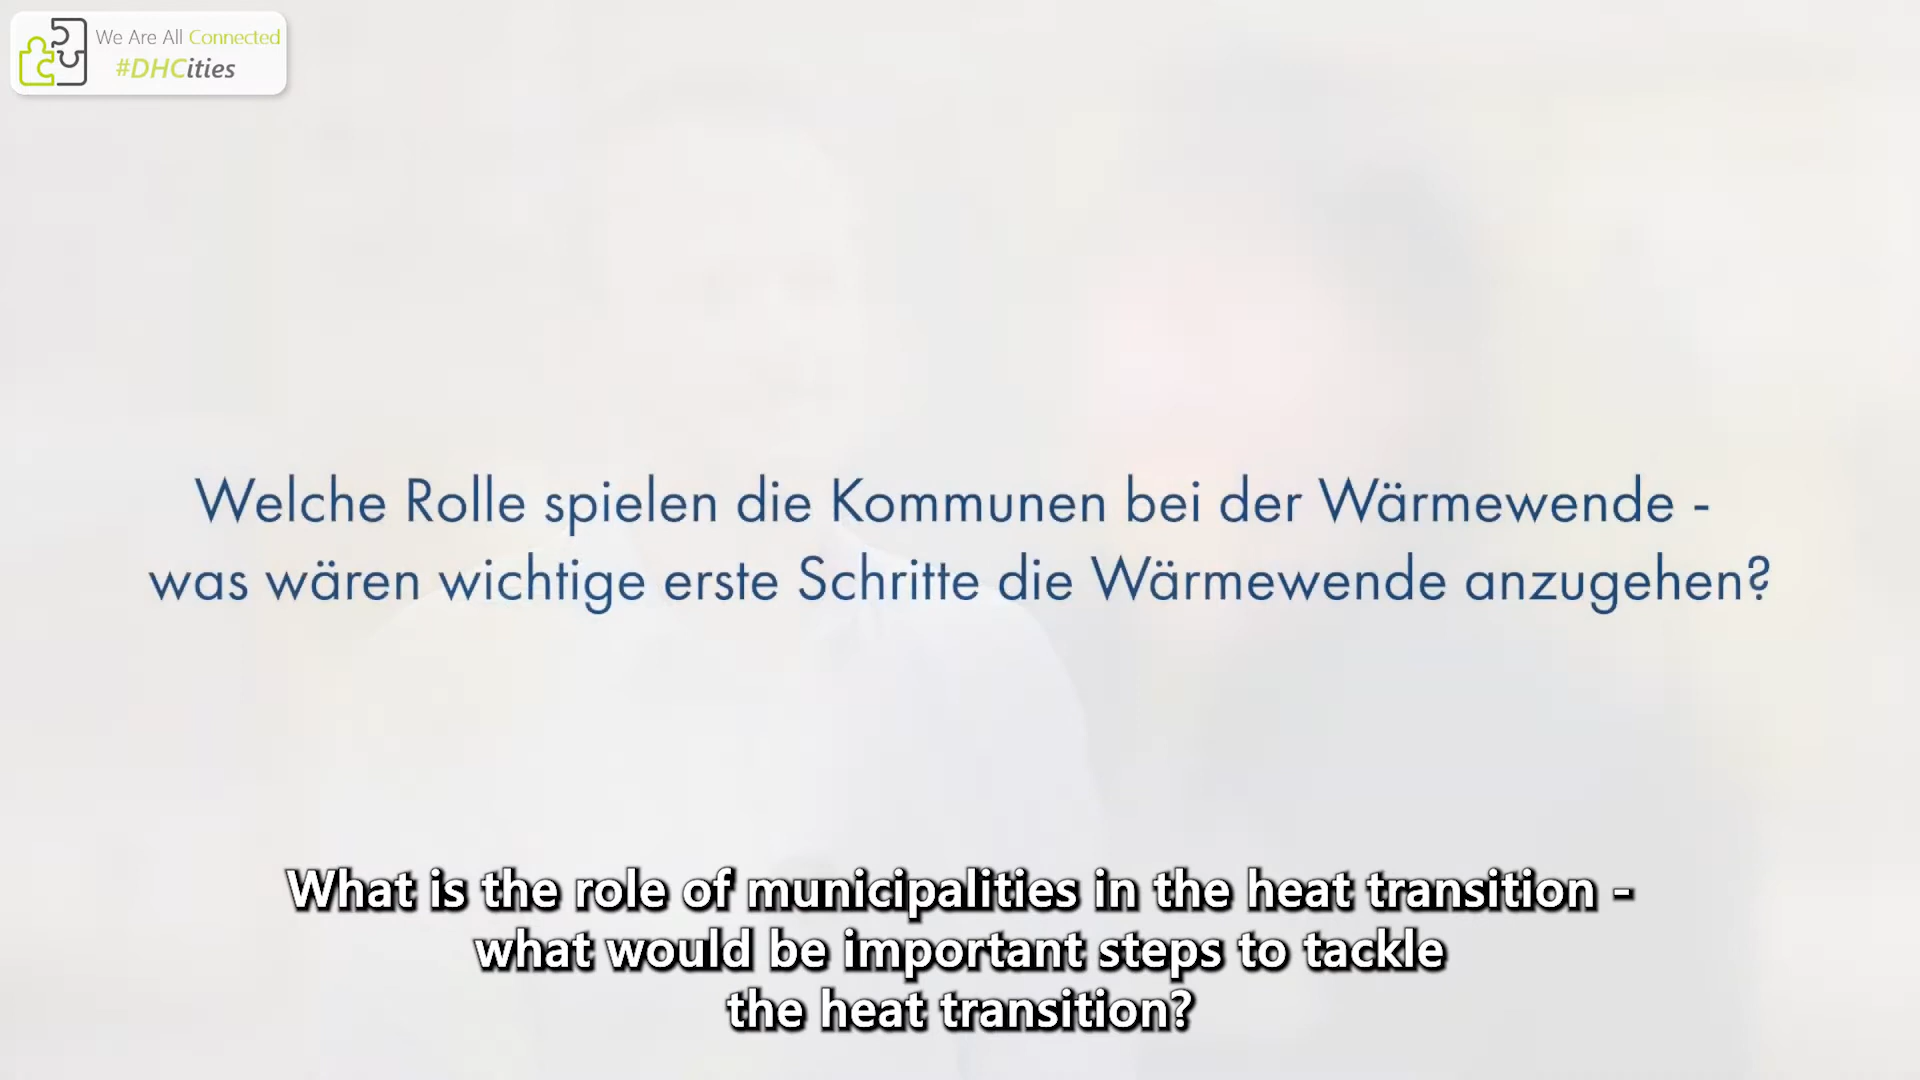 We Are All Connected
#DHCities
Welche Rolle spielen die Kommunen bei der Wärmewende -
was wären wichtige erste Schritte die Wärmewende anzugehen?
What is the role of municipalities in the heat transition -
what would be important steps to tackle
the heat transition?